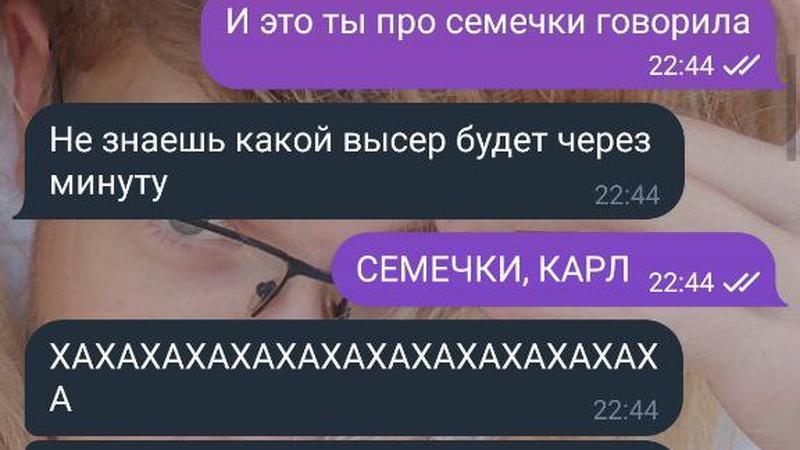 И это ты про семечки говорила
22:44
Не знаешь какой высер будет через
минуту
22:44
СЕМЕЧКИ, КАРЛ 22:44
ХАХАХАХАХАХАХАХАХАХАХАХАХАХ
А
22:44